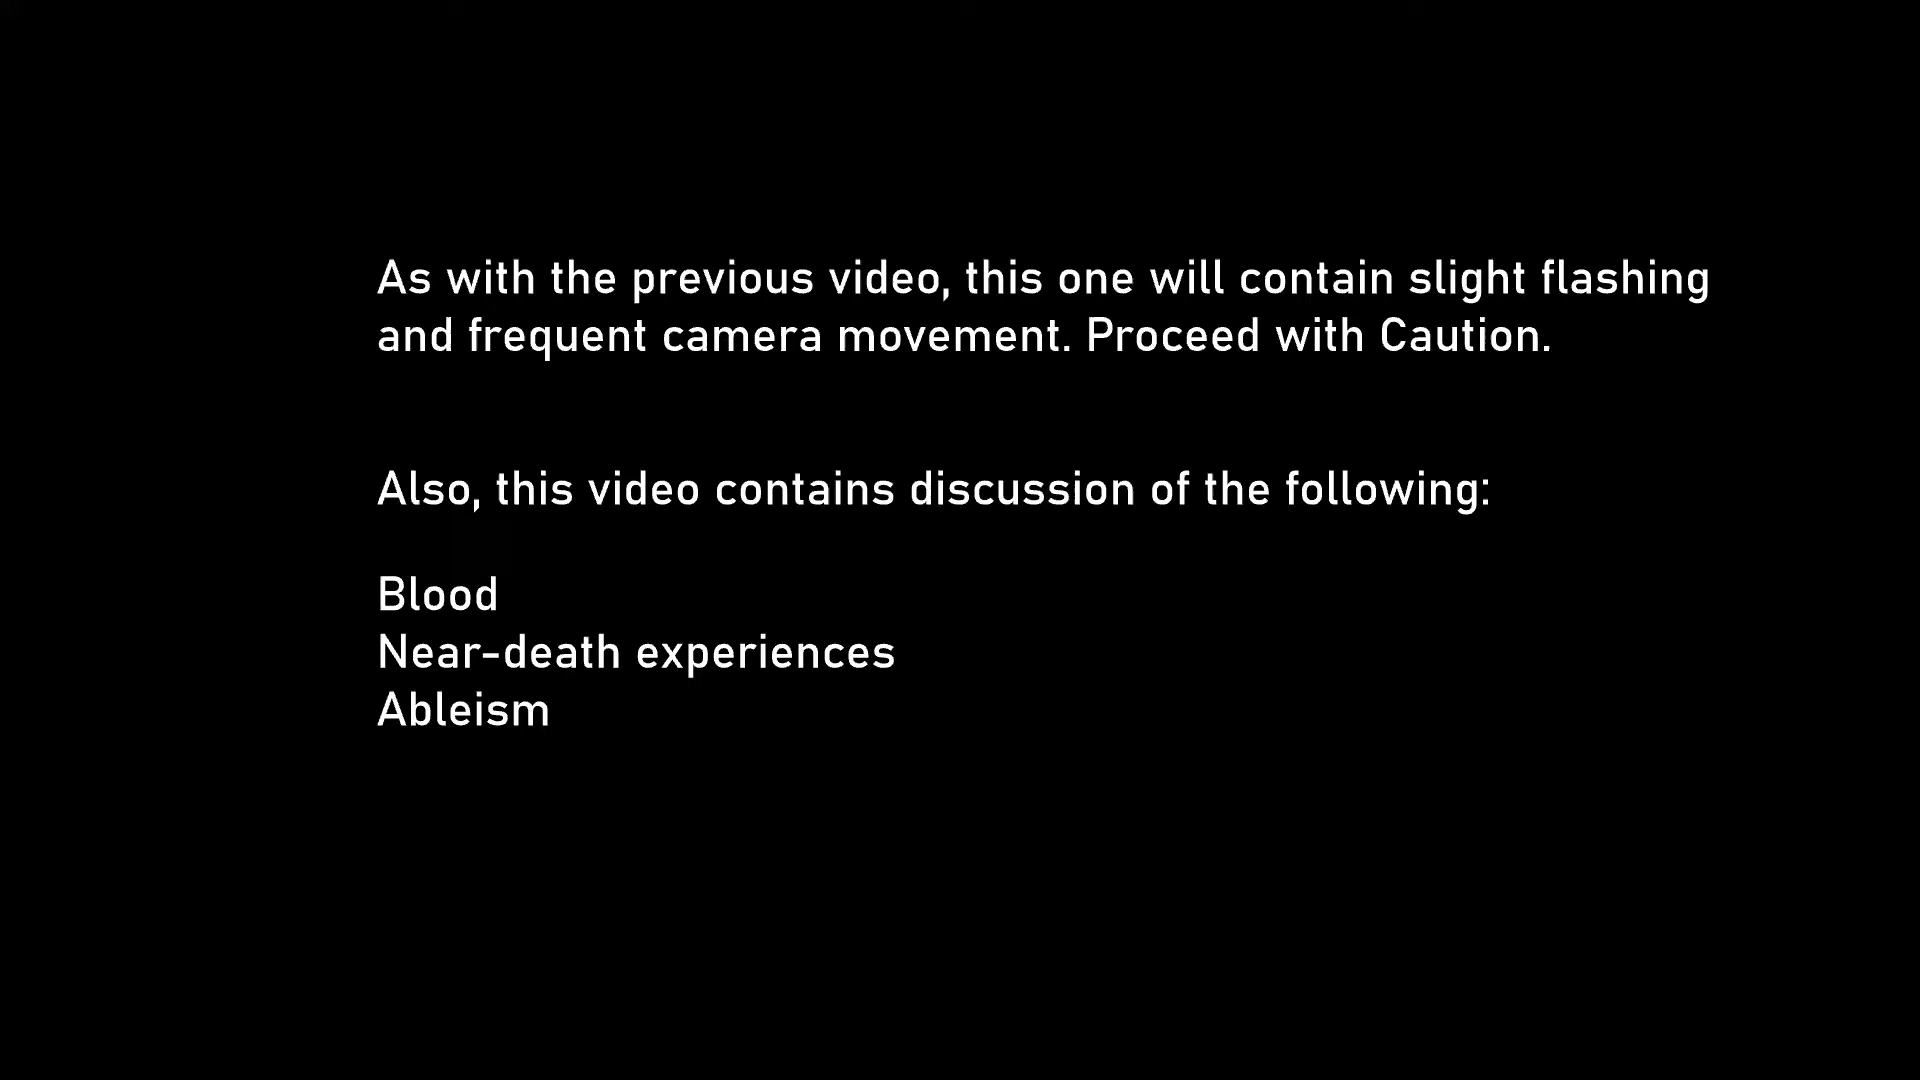 As with the previous video, this one will contain slight flashing
and frequent camera movement. Proceed with Caution.
Also, this video contains discussion of the following:
Blood
Near-death experiences
Ableism